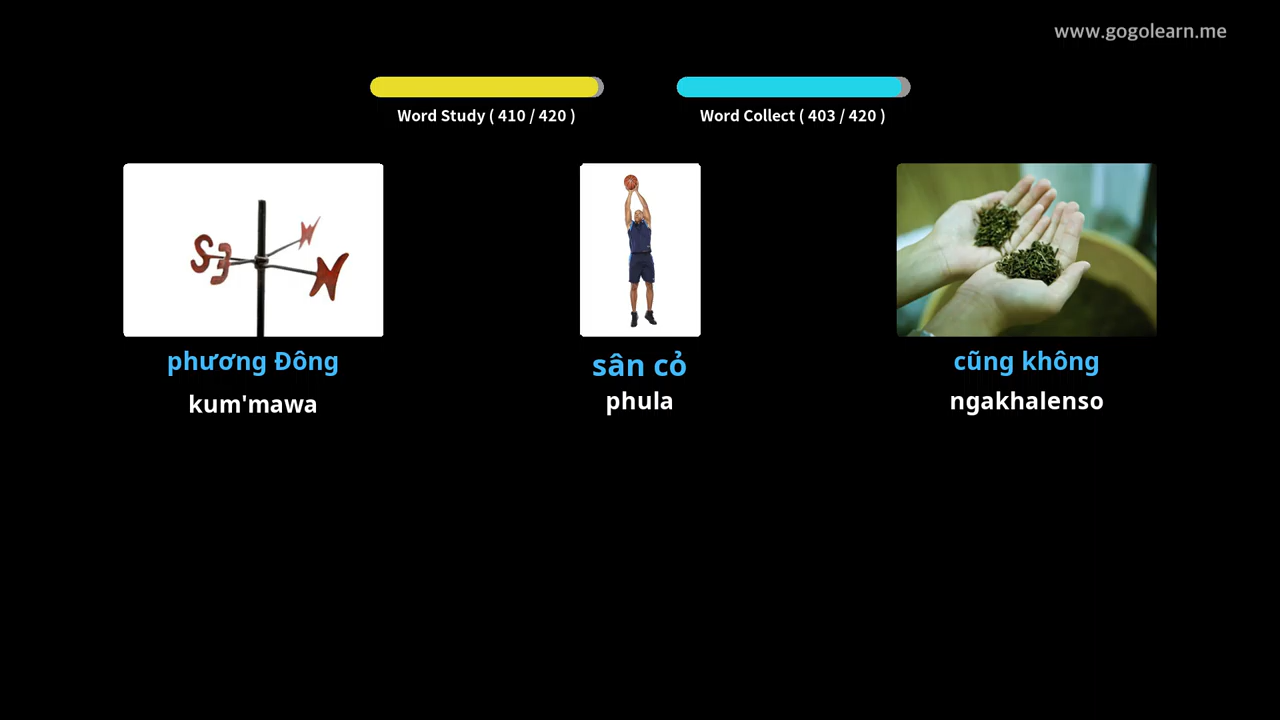 www.gogolearn.me
Word Study ( 410 / 420 )
Word Collect ( 403 / 420 )
S
E
N
phương Đông
sân cỏ
cũng không
kum'mawa
phula
ngakhalenso